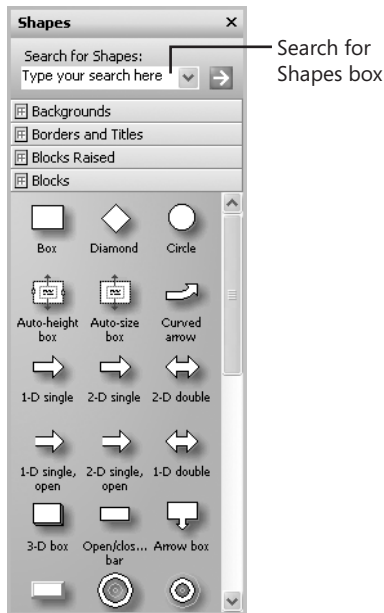 Shapes
Search for Shapes:
Type your search here
Search for
Shapes box
Backgrounds
Borders and Titles
Blocks Raised
Blocks
Box Diamond Circle
Auto-height Auto-size Curved
box box arrow
1-D single 2-D single 2-D double
1-D single, 2-D single, 1-D double
open open
3-D box Open/clos... Arrow box
bar